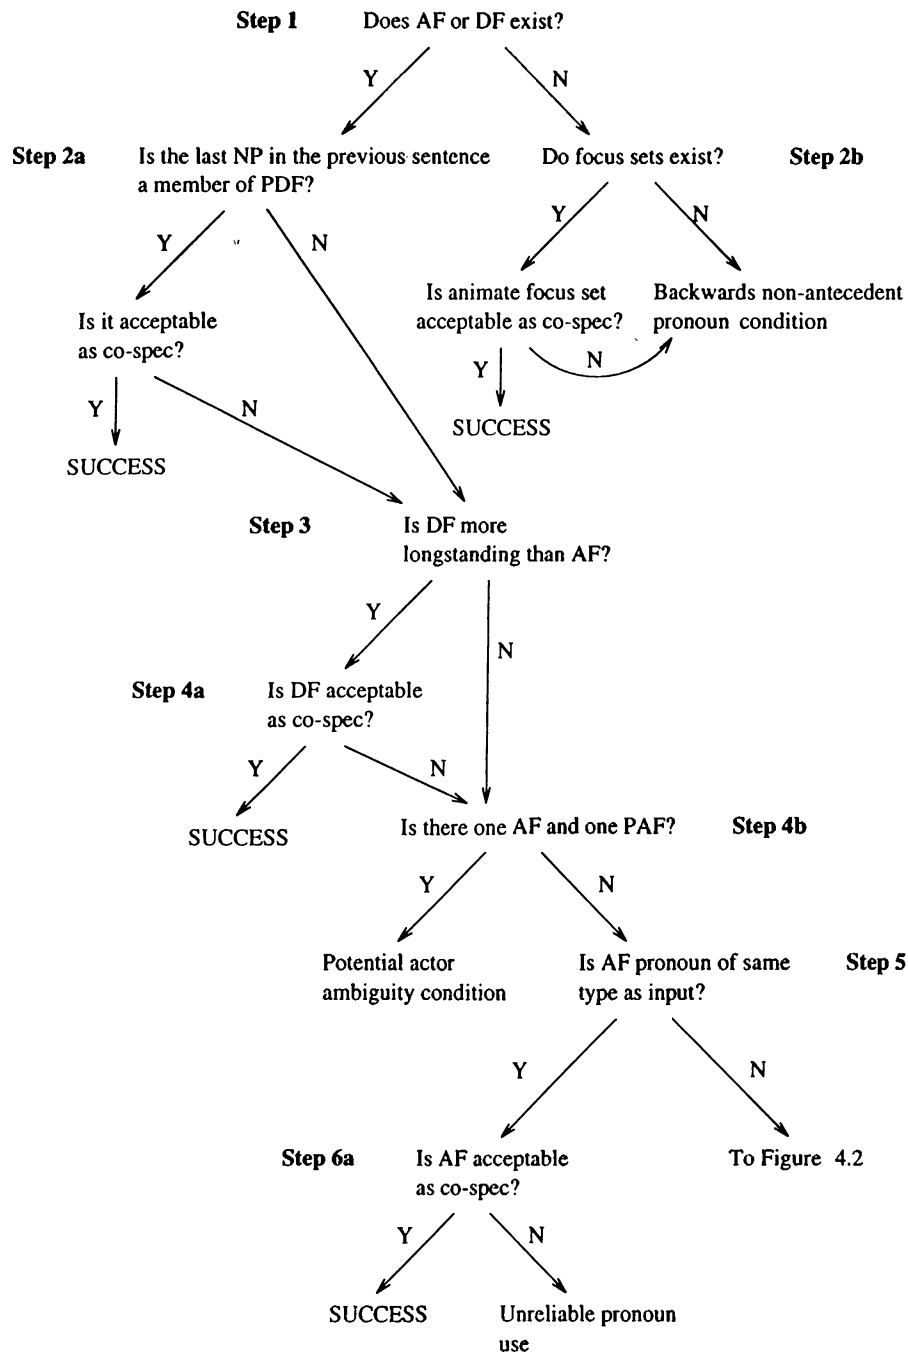 Step 1 Does AF or DF exist?
Y N
Step 2a Is the last NP in the previous sentence Do focus sets exist? Step 2b
a member of PDF?
Y N Y N
Is it acceptable
as co-spec?
Is animate focus set Backwards non-antecedent
acceptable as co-spec? pronoun condition
Y N
SUCCESS
Y N
SUCCESS
Step 3 Is DF more
longstanding than AF?
Y N
Step 4a Is DF acceptable
as co-spec?
Y N
SUCCESS
Is there one AF and one PAF? Step 4b
Y N
Potential actor
ambiguity condition
Is AF pronoun of same Step 5
type as input?
Y N
Step 6a Is AF acceptable
as co-spec?
To Figure 4.2
Y N
SUCCESS
Unreliable pronoun
use